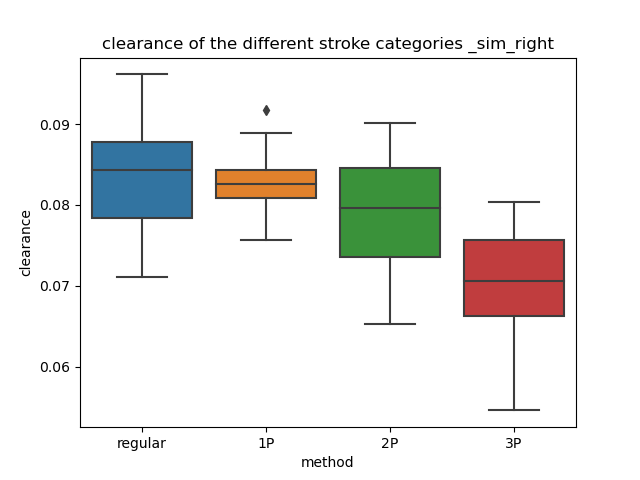 clearance of the different stroke categories _sim_right
0.09
0.08
0.07
0.06
clearance
regular 1P 2P 3P
method